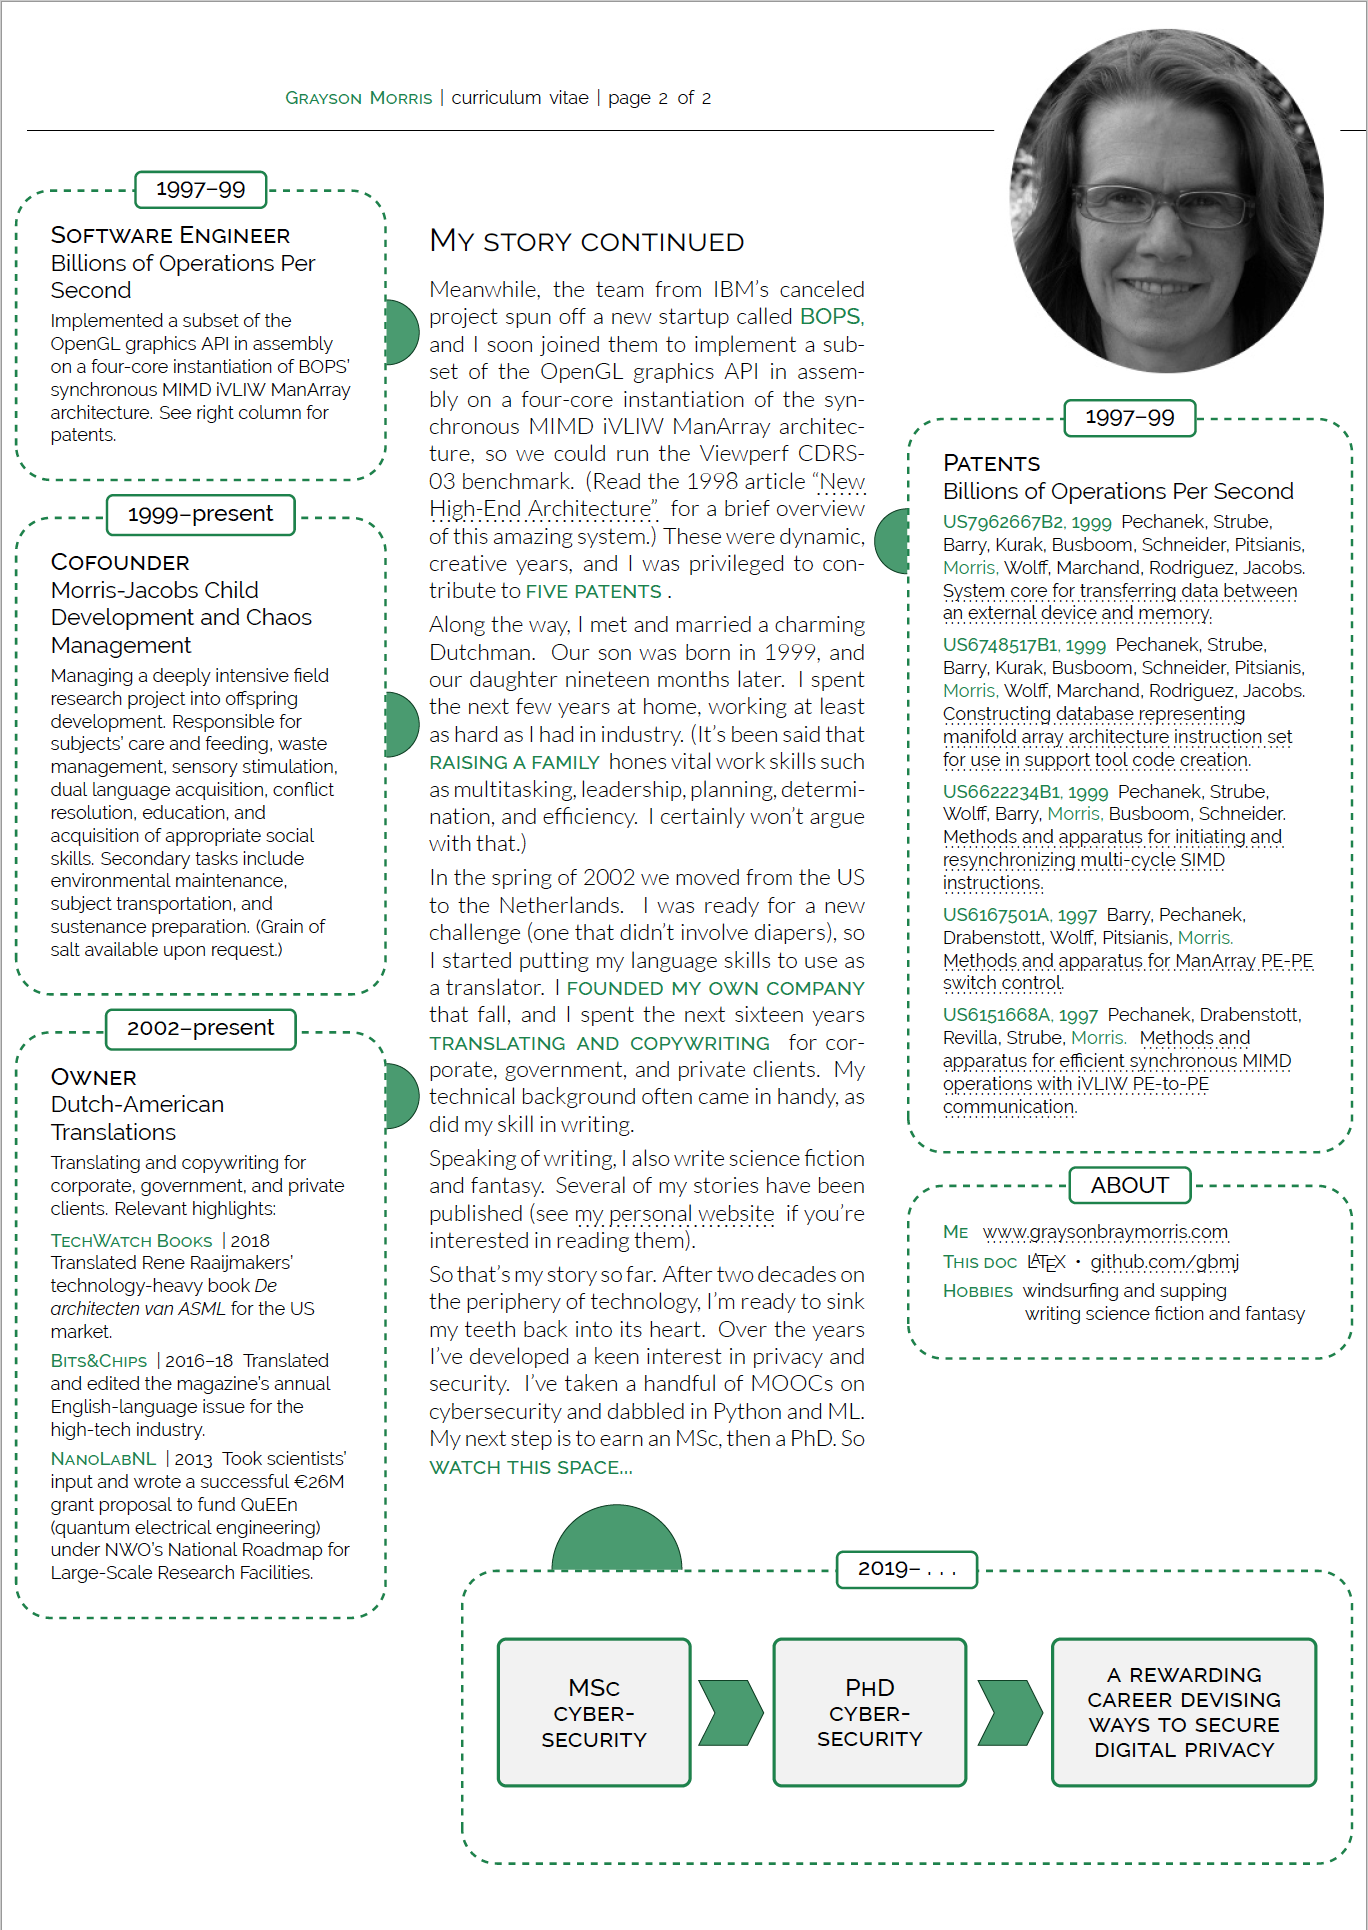 Grayson Morris | curriculum vitae | page 2 of 2
1997–99
Software Engineer
Billions of Operations Per
Second
Implemented a subset of the
OpenGL graphics API in assembly
on a four-core instantiation of BOPS'
synchronous MIMD iVLIW ManArray
architecture. See right column for
patents.
1999–present
Cofounder
Morris-Jacobs Child
Development and Chaos
Management
Managing a deeply intensive field
research project into offspring
development. Responsible for
subjects' care and feeding, waste
management, sensory stimulation,
dual language acquisition, conflict
resolution, education, and
acquisition of appropriate social
skills. Secondary tasks include
environmental maintenance,
subject transportation, and
sustenance preparation. (Grain of
salt available upon request.)
2002–present
Owner
Dutch-American
Translations
Translating and copywriting for
corporate, government, and private
clients. Relevant highlights:
TechWatch Books | 2018
Translated Rene Raaijmakers'
technology-heavy book De
architecten van ASML for the US
market.
Bits&Chips | 2016–18 Translated
and edited the magazine's annual
English-language issue for the
high-tech industry.
NanoLabNL | 2013 Took scientists'
input and wrote a successful €26M
grant proposal to fund QuEEn
(quantum electrical engineering)
under NWO's National Roadmap for
Large-Scale Research Facilities.
My story continued
Meanwhile, the team from IBM's canceled
project spun off a new startup called BOPS,
and I soon joined them to implement a sub-
set of the OpenGL graphics API in assem-
bly on a four-core instantiation of the syn-
chronous MIMD iVLIW ManArray architec-
ture, so we could run the Viewperf CDRS-
03 benchmark. (Read the 1998 article “New
High-End Architecture” for a brief overview
of this amazing system.) These were dynamic,
creative years, and I was privileged to con-
tribute to five patents .
Along the way, I met and married a charming
Dutchman. Our son was born in 1999, and
our daughter nineteen months later. I spent
the next few years at home, working at least
as hard as I had in industry. (It's been said that
raising a family hones vital work skills such
as multitasking, leadership, planning, determi-
nation, and efficiency. I certainly won't argue
with that.)
In the spring of 2002 we moved from the US
to the Netherlands. I was ready for a new
challenge (one that didn't involve diapers), so
I started putting my language skills to use as
a translator. I founded my own company
that fall, and I spent the next sixteen years
translating and copywriting for cor-
porate, government, and private clients. My
technical background often came in handy, as
did my skill in writing.
Speaking of writing, I also write science fiction
and fantasy. Several of my stories have been
published (see my personal website if you're
interested in reading them).
So that's my story so far. After two decades on
the periphery of technology, I'm ready to sink
my teeth back into its heart. Over the years
I've developed a keen interest in privacy and
security. I've taken a handful of MOOCs on
cybersecurity and dabbled in Python and ML.
My next step is to earn an MSc, then a PhD. So
watch this space...
1997–99
Patents
Billions of Operations Per Second
US7962667B2, 1999 Pechanek, Strube,
Barry, Kurak, Busboom, Schneider, Pitsianis,
Morris, Wolff, Marchand, Rodriguez, Jacobs.
System core for transferring data between
an external device and memory.
US6748517B1, 1999 Pechanek, Strube,
Barry, Kurak, Busboom, Schneider, Pitsianis,
Morris, Wolff, Marchand, Rodriguez, Jacobs.
Constructing database representing
manifold array architecture instruction set
for use in support tool code creation.
US6622234B1, 1999 Pechanek, Strube,
Wolff, Barry, Morris, Busboom, Schneider.
Methods and apparatus for initiating and
resynchronizing multi-cycle SIMD
instructions.
US6167501A, 1997 Barry, Pechanek,
Drabenstott, Wolff, Pitsianis, Morris.
Methods and apparatus for ManArray PE-PE
switch control.
US6151668A, 1997 Pechanek, Drabenstott,
Revilla, Strube, Morris. Methods and
apparatus for efficient synchronous MIMD
operations with iVLIW PE-to-PE
communication.
ABOUT
Me www.graysonbraymorris.com
This doc LATEX • github.com/gbmj
Hobbies windsurfing and supping
writing science fiction and fantasy
2019– . . .
MSc
cyber-
security
PhD
cyber-
security
a rewarding
career devising
ways to secure
digital privacy